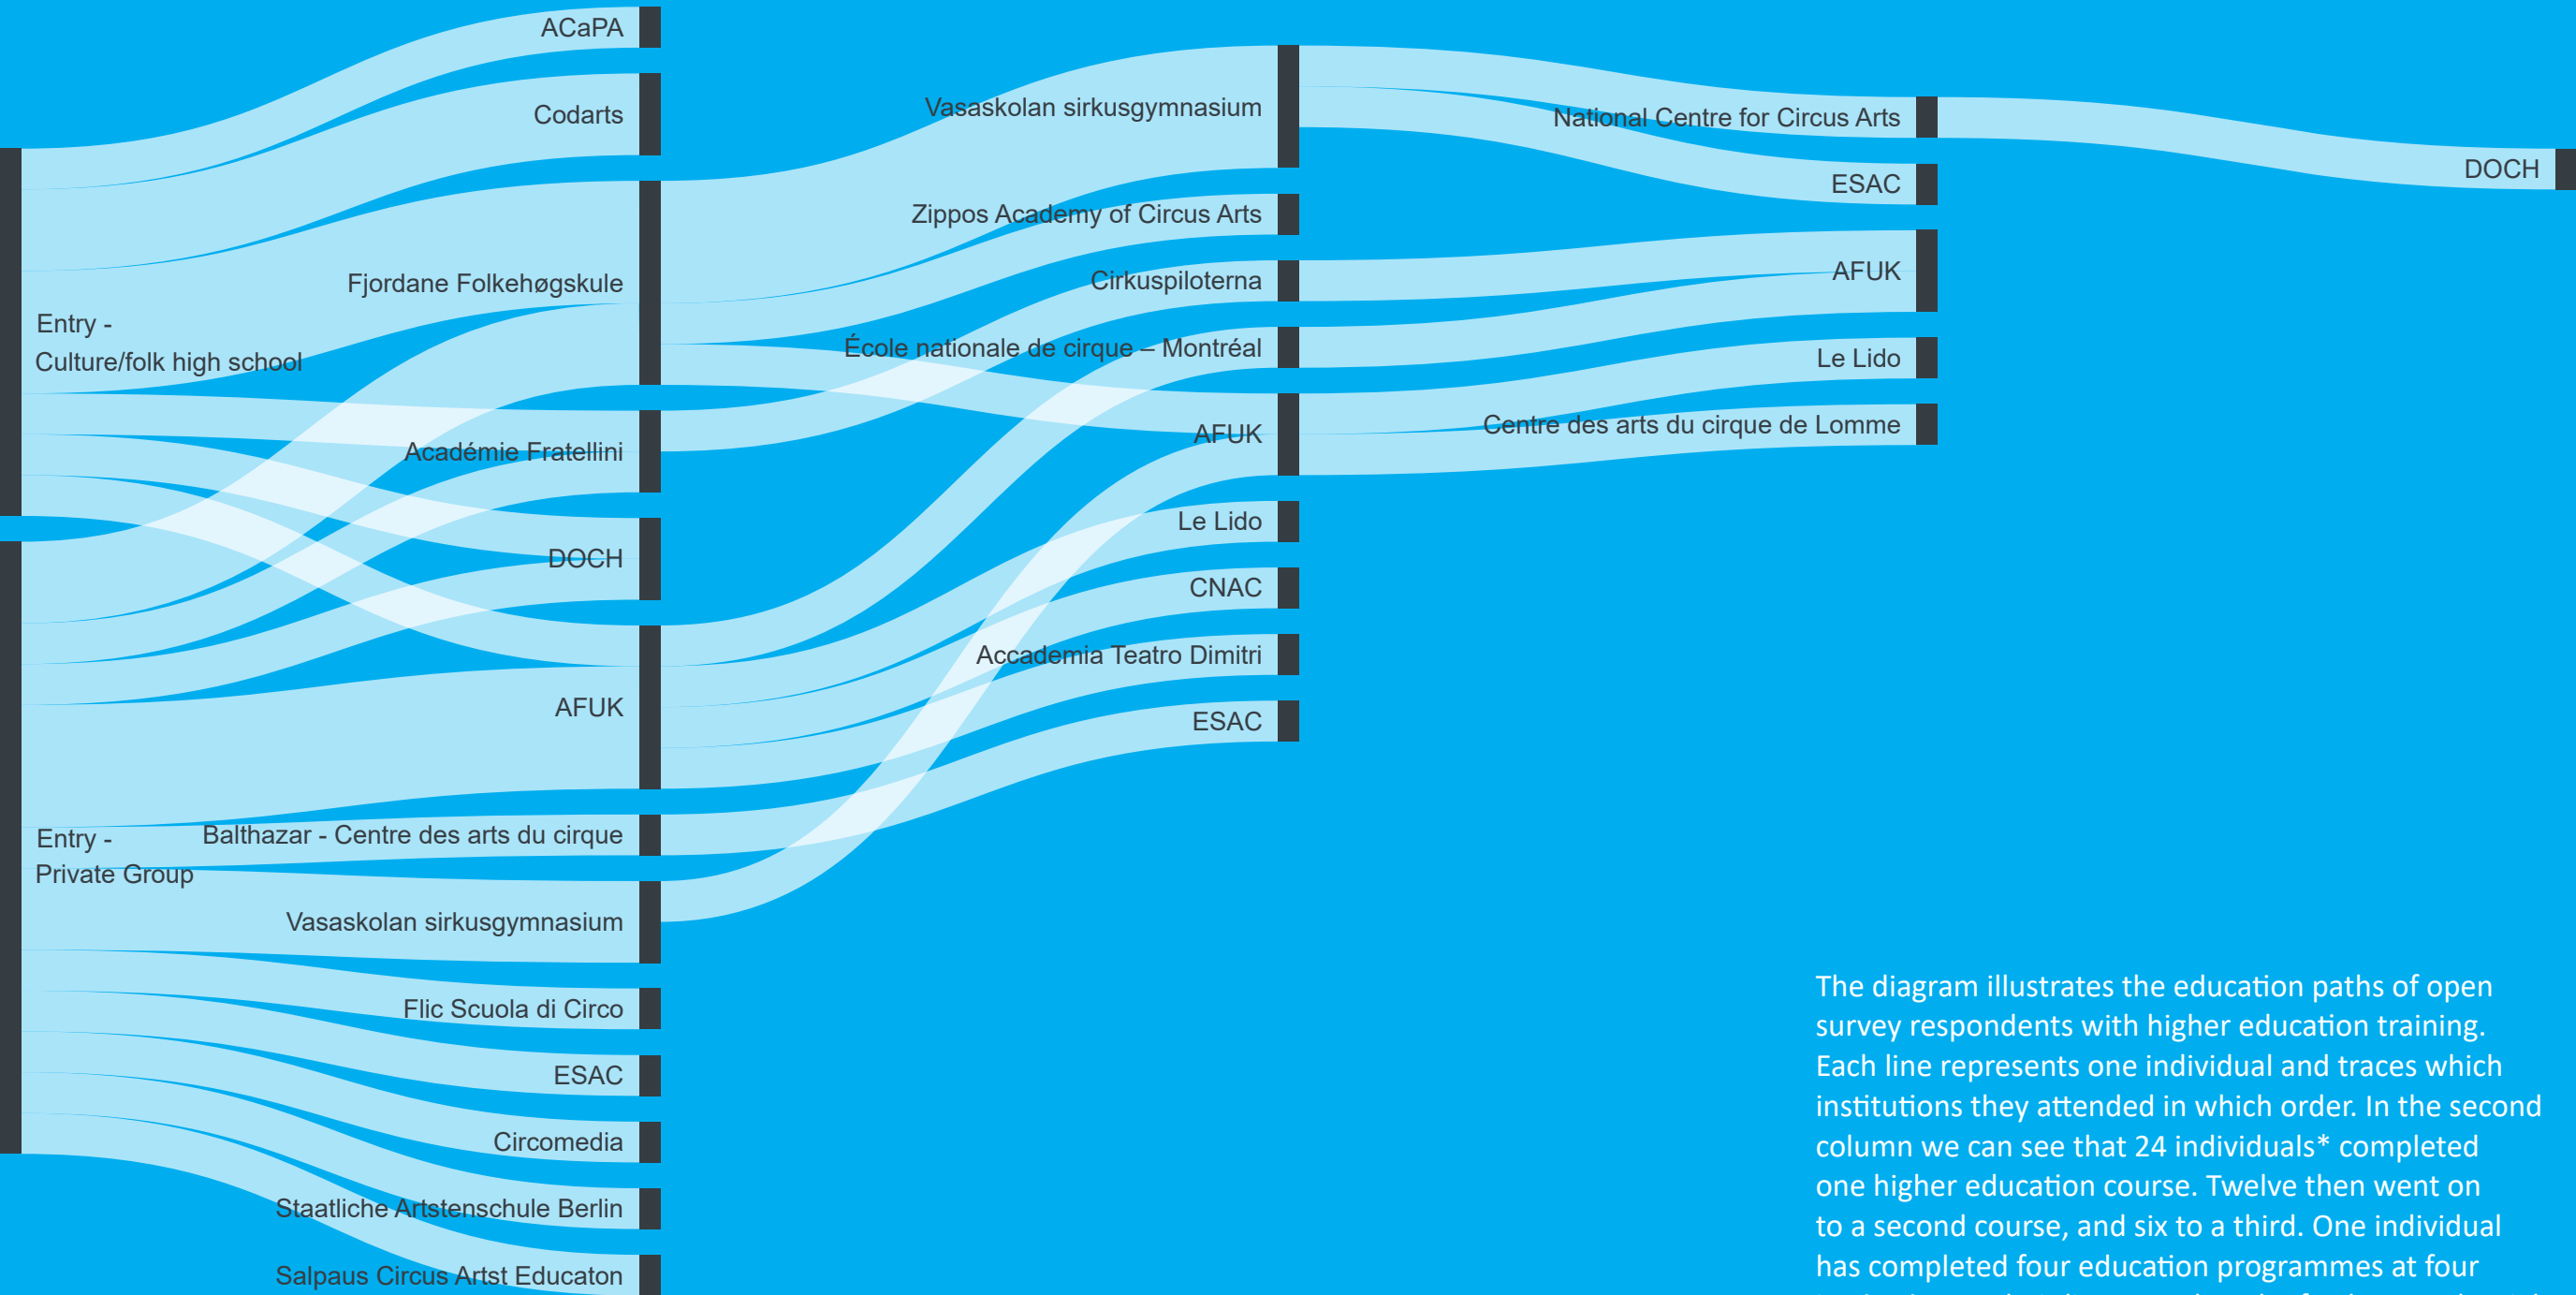 Entry -
Culture/folk high school
Entry -
Private Group
ACaPA
Codarts
Fjordane Folkehøgskule
Académie Fratellini
DOCH
AFUK
Balthazar - Centre des arts du cirque
Vasaskolan sirkusgymnasium
Flic Scuola di Circo
ESAC
Circomedia
Staatliche Artstenschule Berlin
Salpaus Circus Artst Educaton
Vasaskolan sirkusgymnasium
Zippos Academy of Circus Arts
Cirkuspiloterna
École nationale de cirque – Montréal
AFUK
Le Lido
CNAC
Accademia Teatro Dimitri
ESAC
National Centre for Circus Arts
ESAC
AFUK
Le Lido
Centre des arts du cirque de Lomme
DOCH
The diagram illustrates the education paths of open
survey respondents with higher education training.
Each line represents one individual and traces which
institutions they attended in which order. In the second
column we can see that 24 individuals* completed
one higher education course. Twelve then went on
to a second course, and six to a third. One individual
has completed four education programmes at four